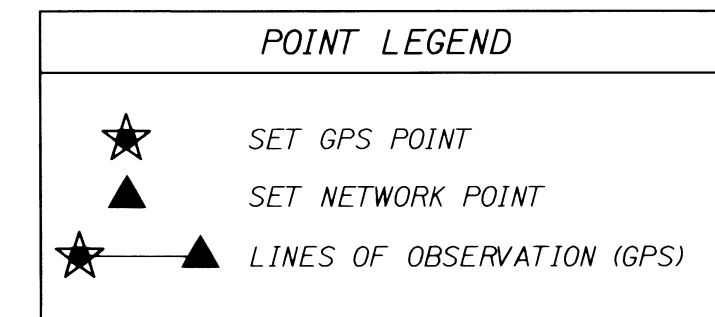 POINT LEGEND
SET GPS POINT
SET NETWORK POINT
LINES OF OBSERVATION (GPS)